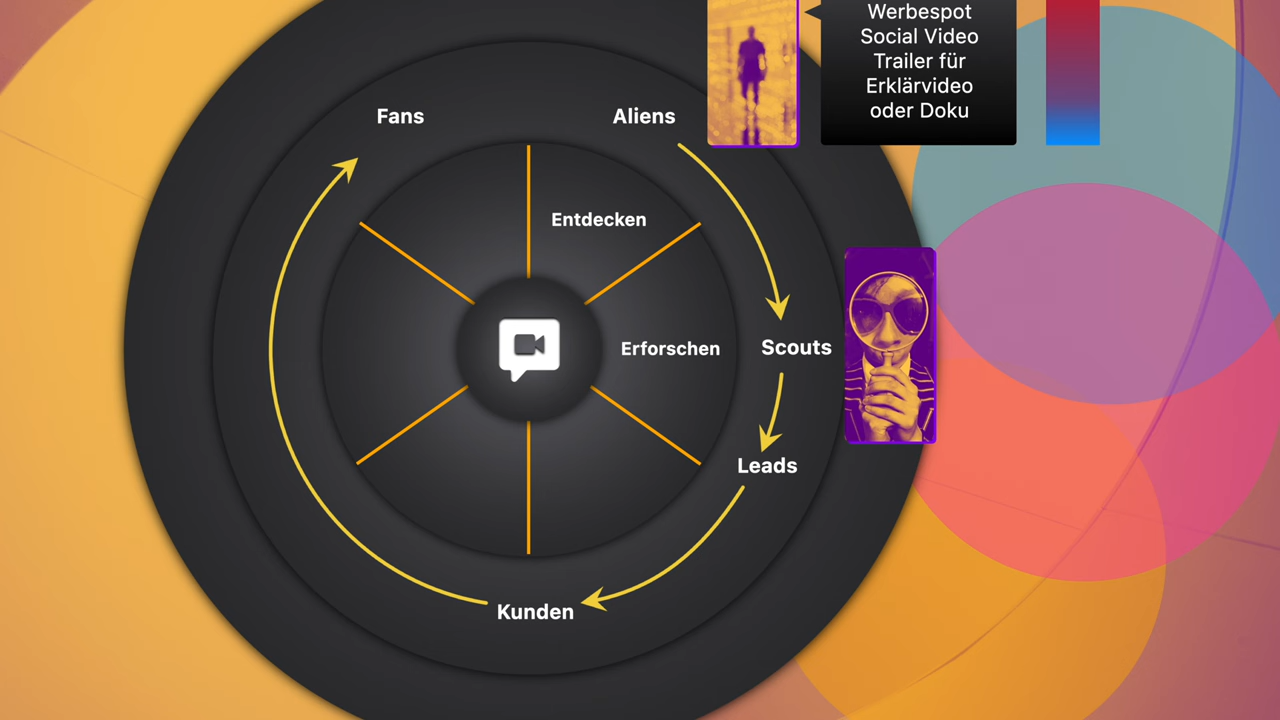 Werbespot
Social Video
Trailer für
Erklärvideo
oder Doku
Fans
Aliens
Entdecken
Erforschen
Scouts
Leads
Kunden